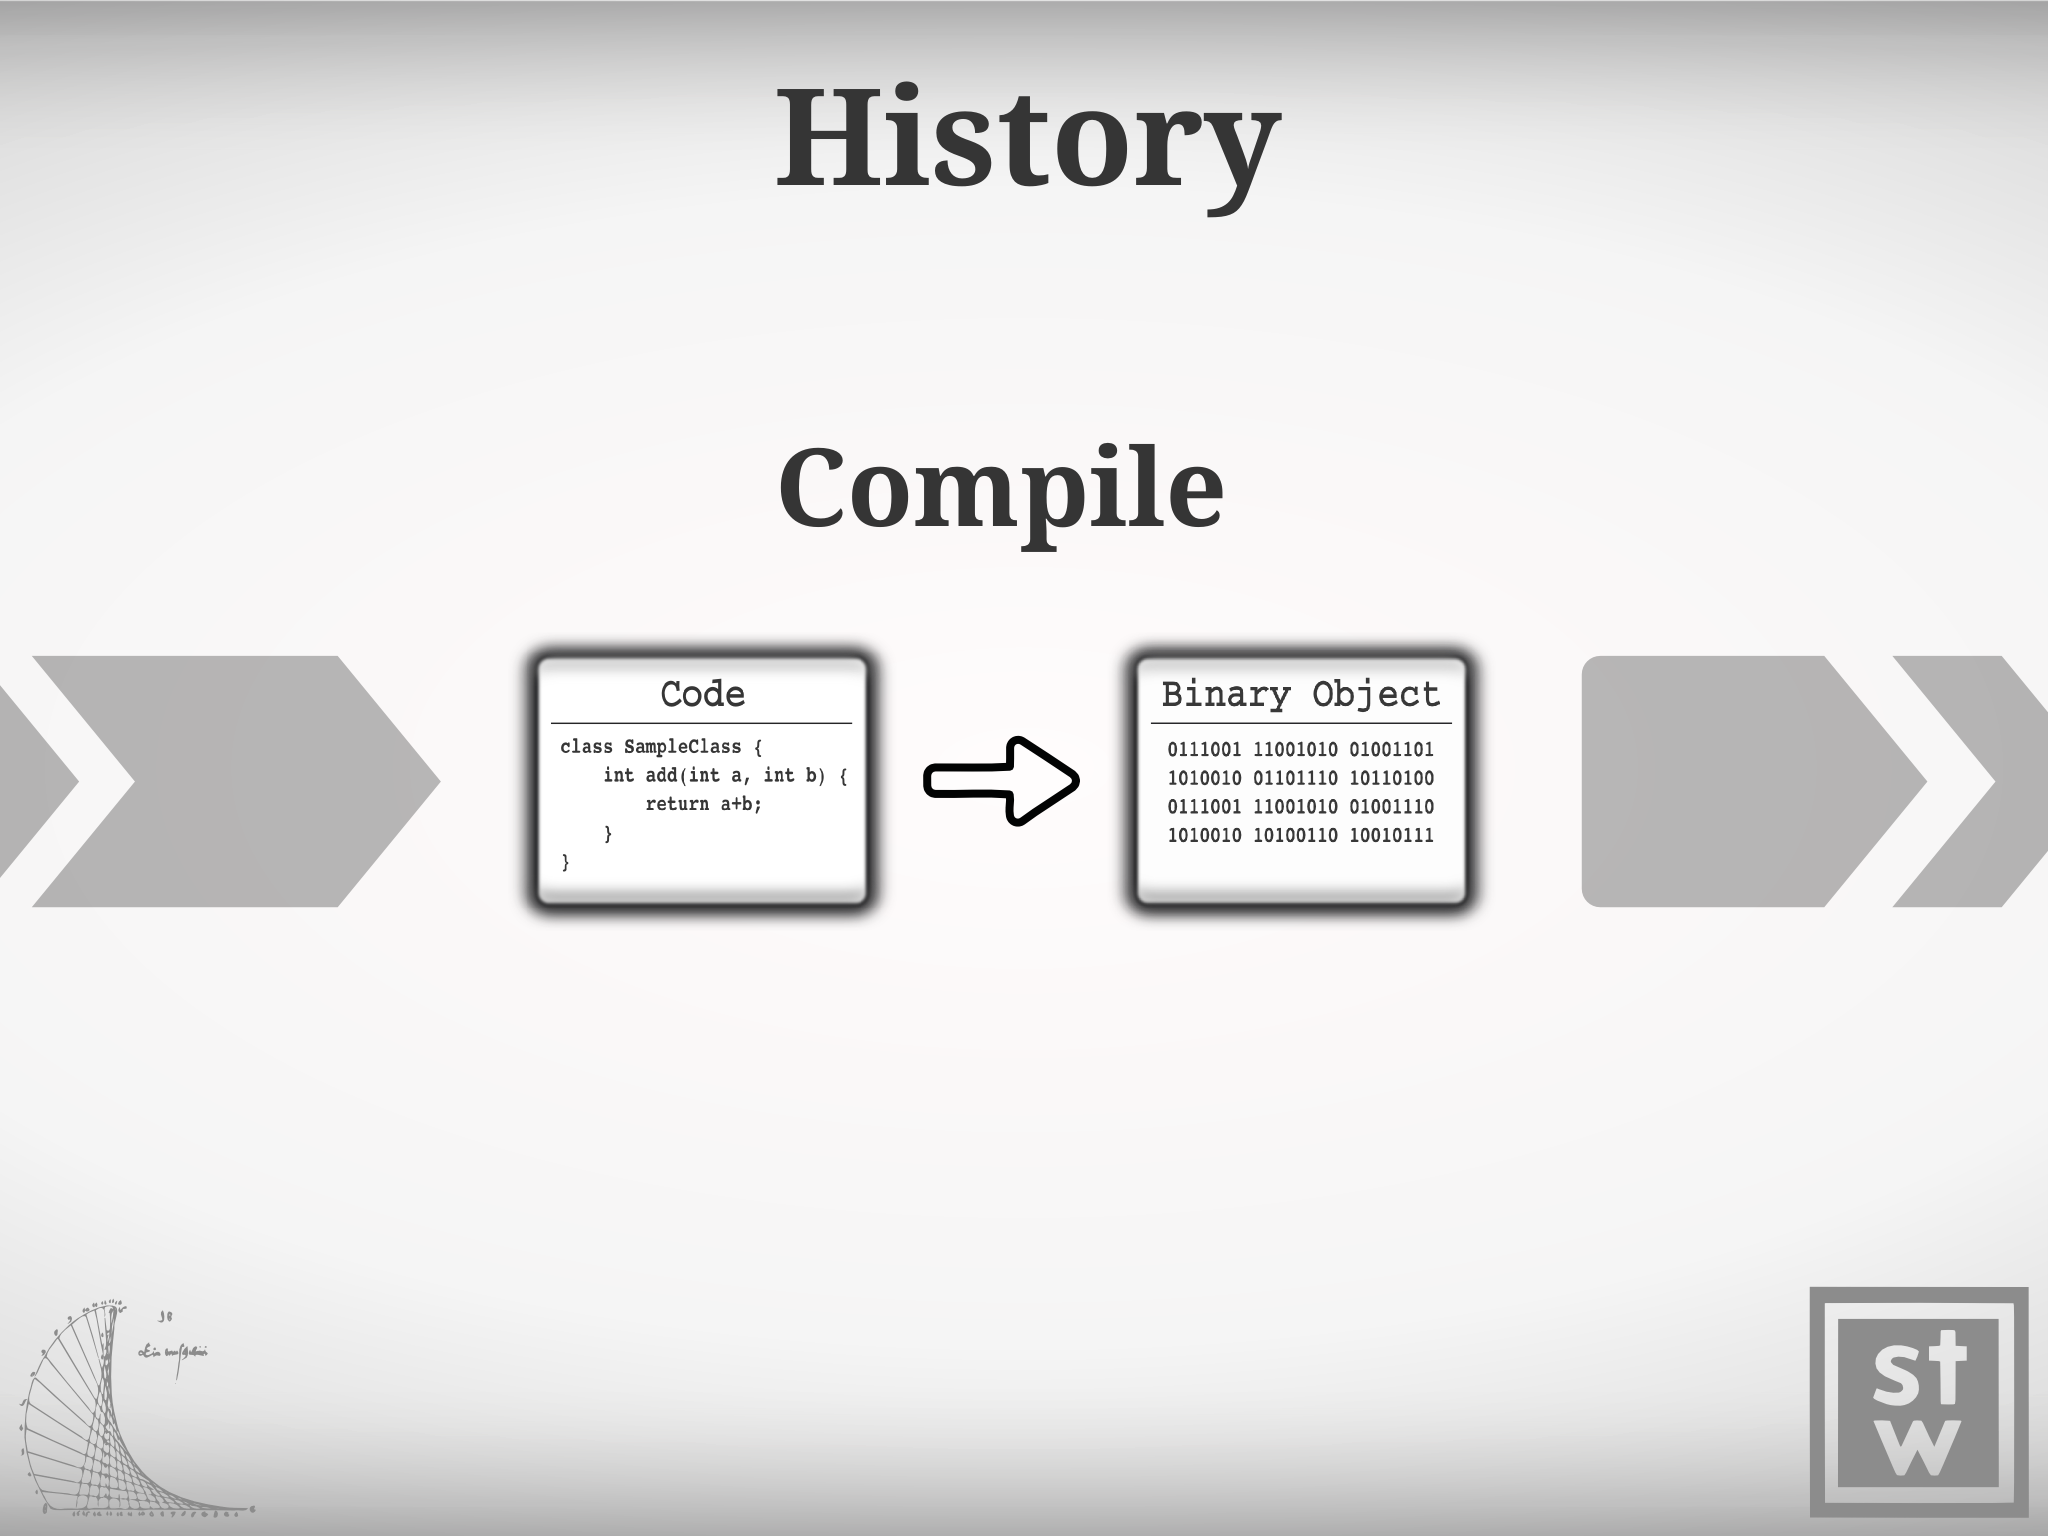 History
Compile
Code
class SampleClass {
    int add(int a, int b) {
        return a+b;
    }
}
Binary Object
0111001 11001010 01001101
1010010 01101110 10110100
0111001 11001010 01001110
1010010 10100110 10010111
st
w